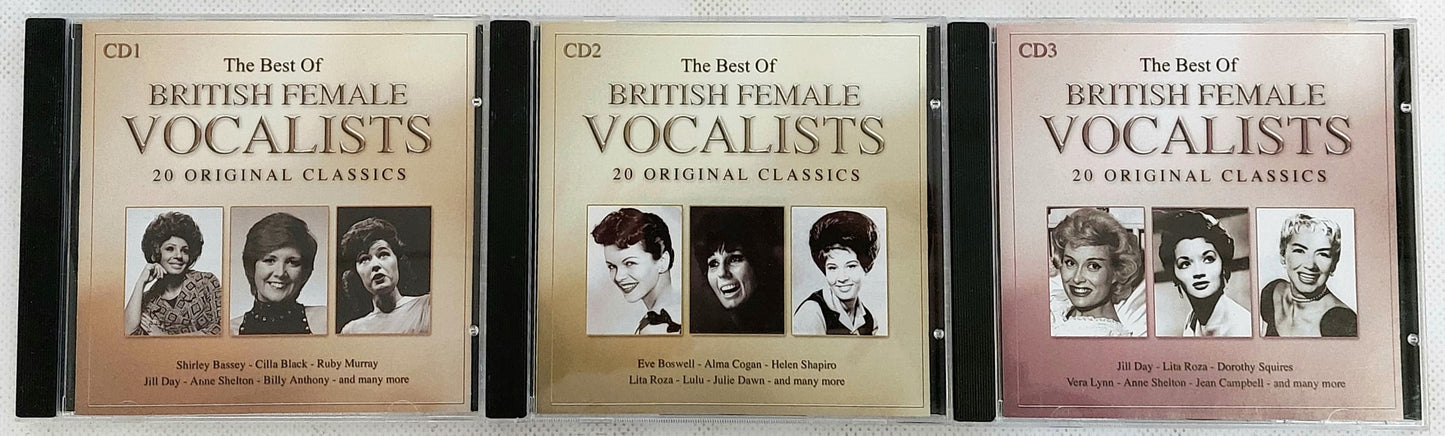 CD1
The Best Of
BRITISH FEMALE
VOCALISTS
20 ORIGINAL CLASSICS
Shirley Bassey - Cilla Black - Ruby Murray
Jill Day - Anne Shelton - Billy Anthony - and many more
CD2
The Best Of
BRITISH FEMALE
VOCALISTS
20 ORIGINAL CLASSICS
Eve Boswell - Alma Cogan - Helen Shapiro
Lita Roza - Lulu - Julie Dawn - and many more
CD3
The Best Of
BRITISH FEMALE
VOCALISTS
20 ORIGINAL CLASSICS
Jill Day - Lita Roza - Dorothy Squires
Vera Lynn - Anne Shelton - Jean Campbell - and many more